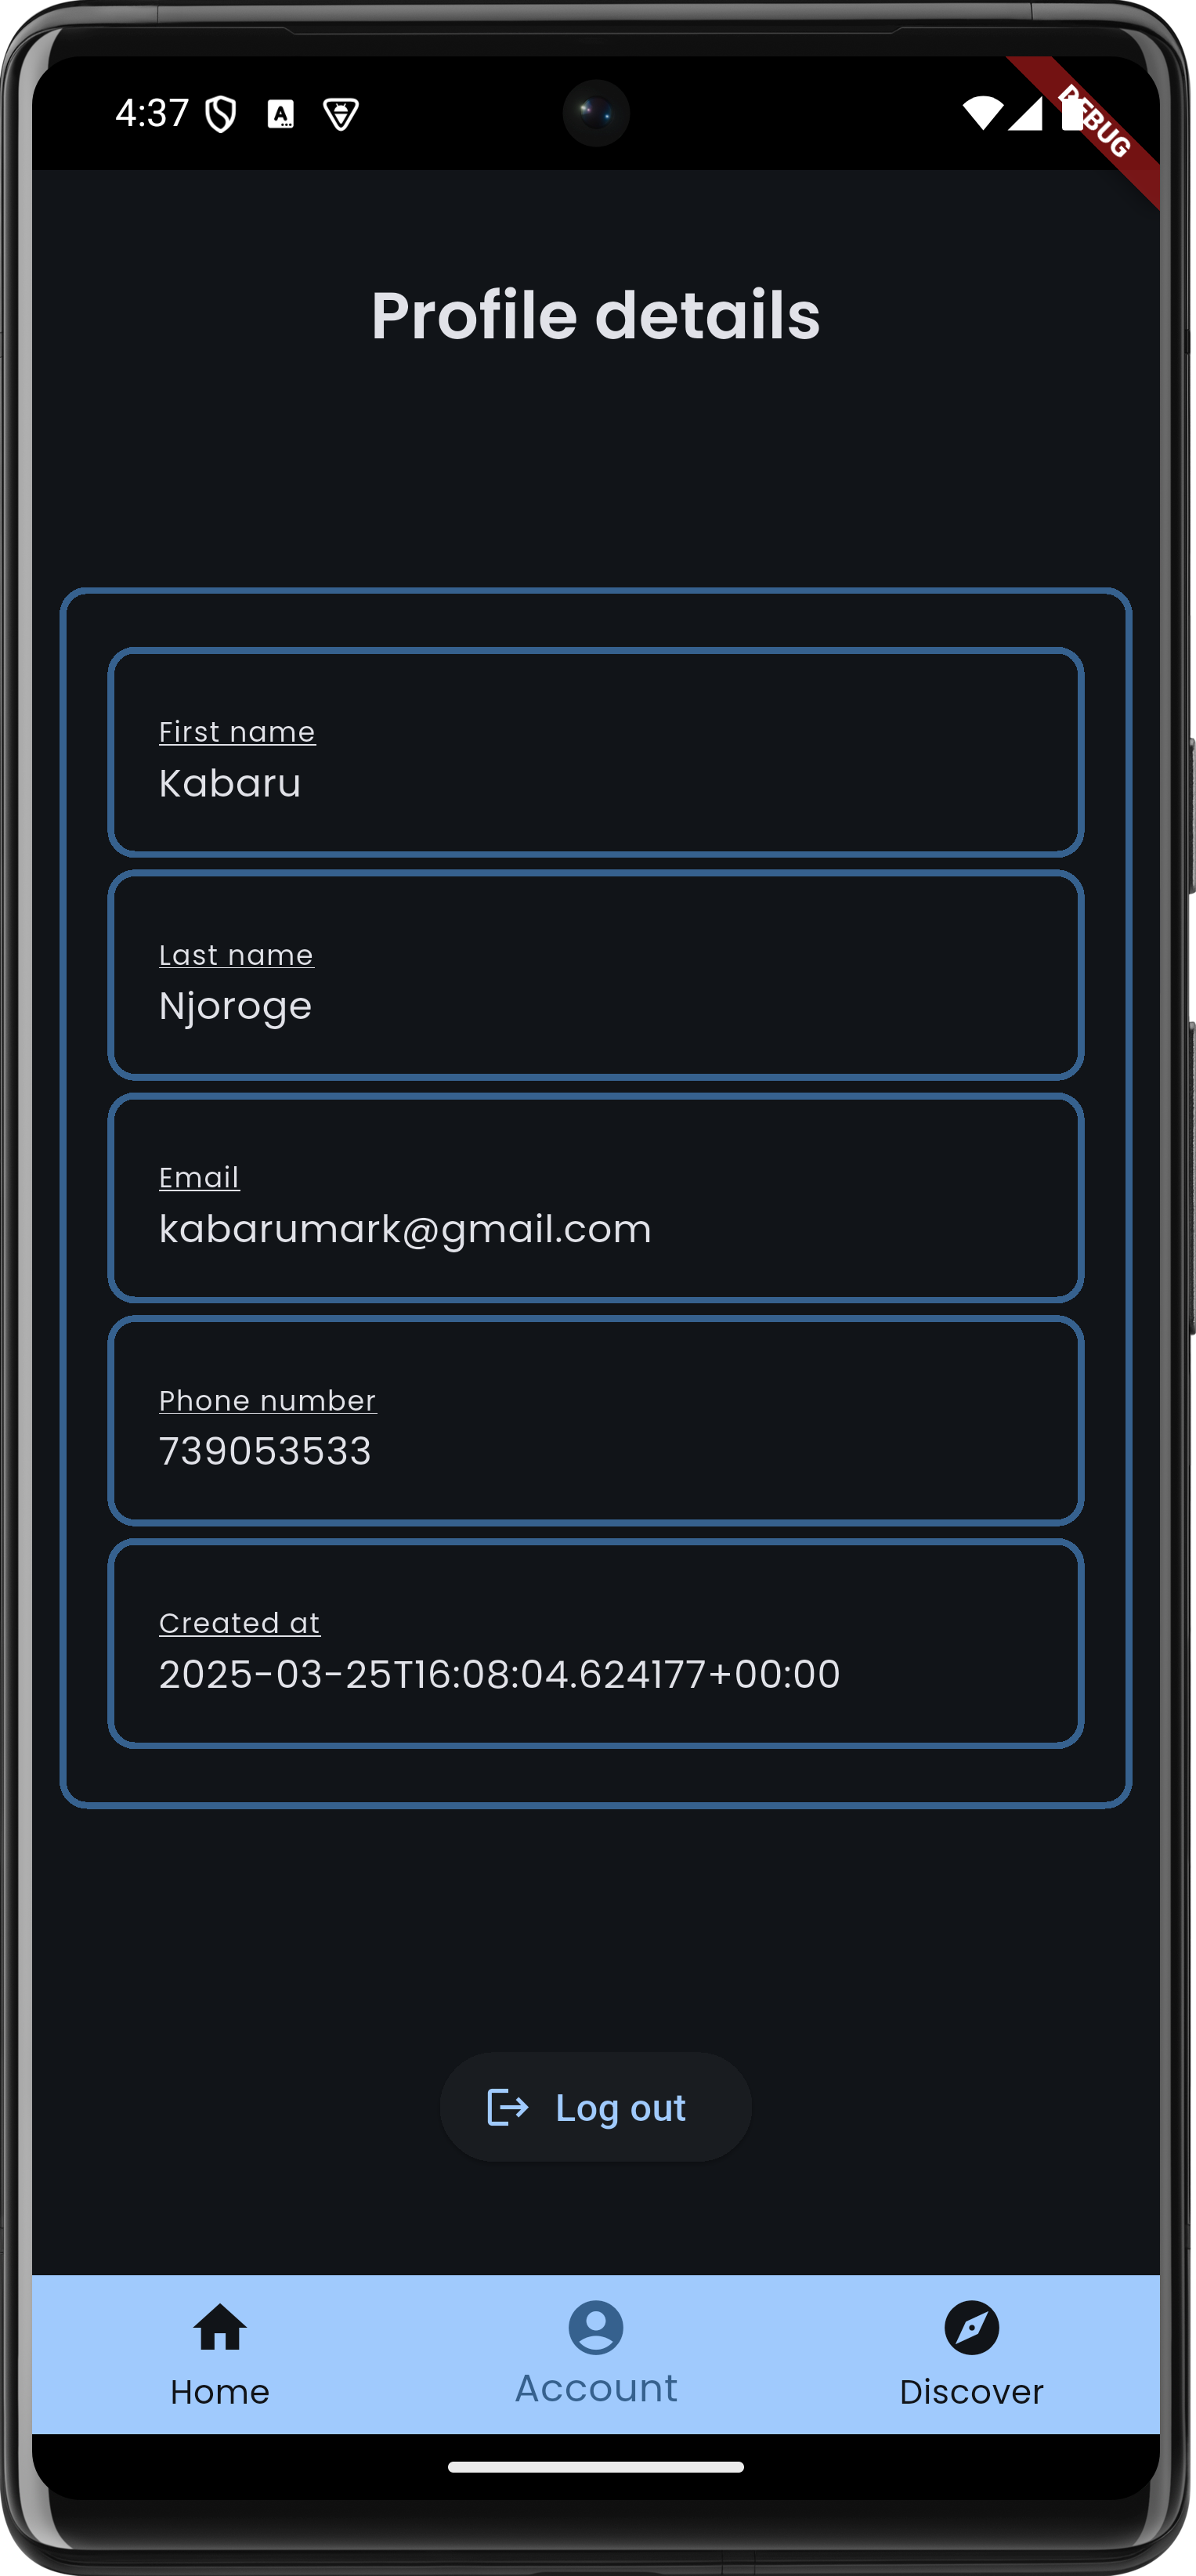 4:37
DEBUG
Profile details
First name
Kabaru
Last name
Njoroge
Email
kabarumark@gmail.com
Phone number
739053533
Created at
2025-03-25T16:08:04.624177+00:00
Log out
Home
Account
Discover